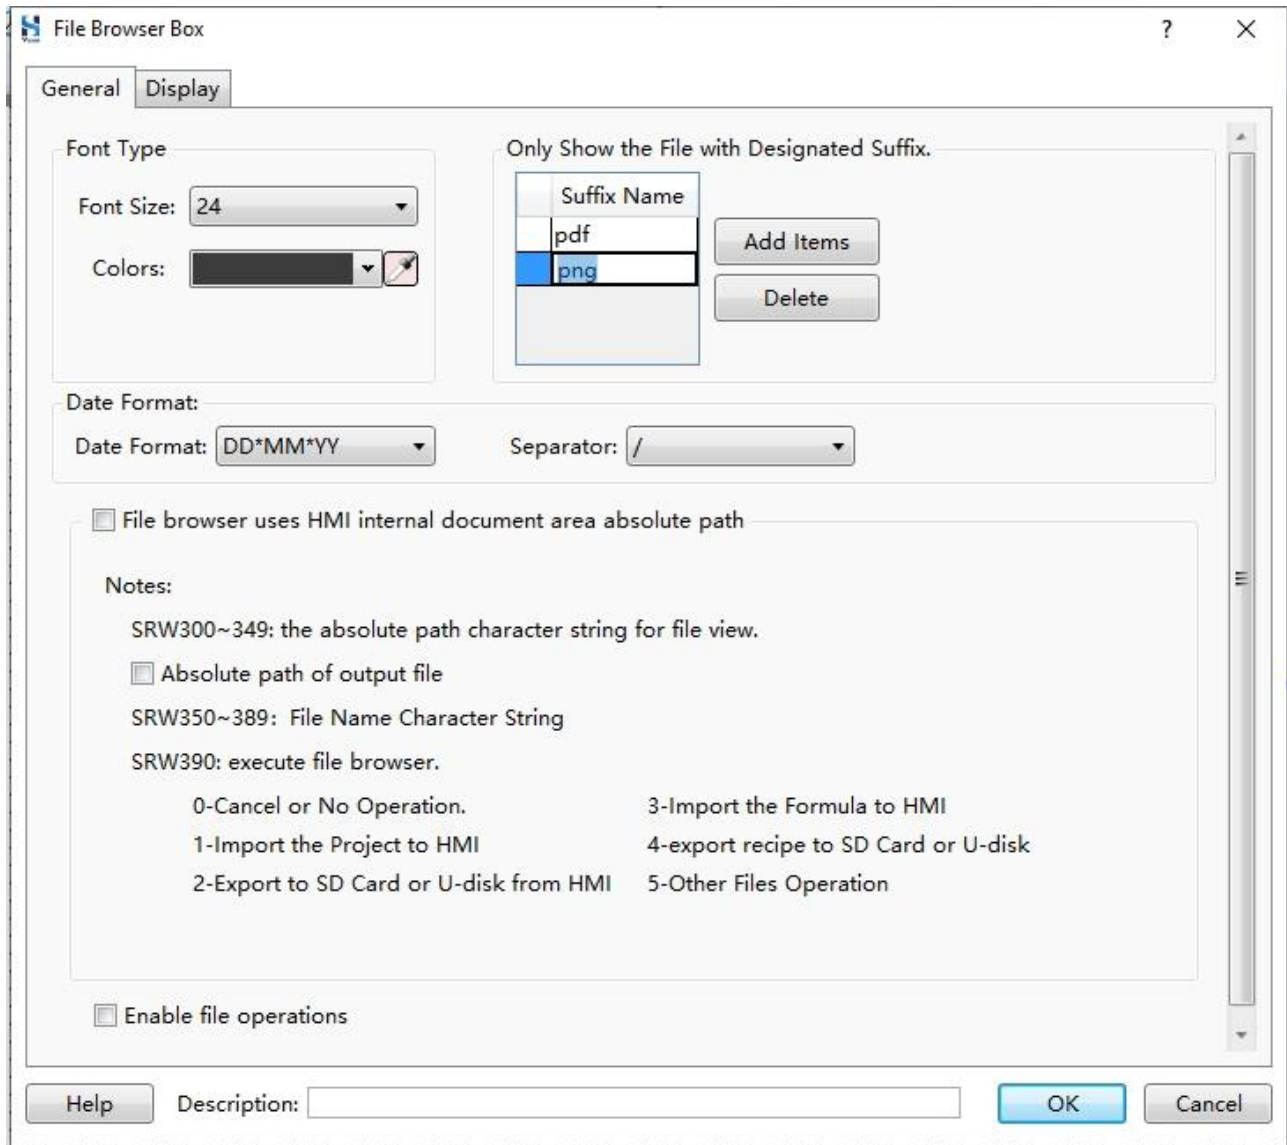 File Browser Box
General Display
Font Type
Font Size: 24
Colors:
Only Show the File with Designated Suffix.
Suffix Name
pdf
png
Add Items
Delete
Date Format:
Date Format: DD*MM*YY Separator: /
File browser uses HMI internal document area absolute path
Notes:
SRW300~349: the absolute path character string for file view.
Absolute path of output file
SRW350~389: File Name Character String
SRW390: execute file browser.
0-Cancel or No Operation. 3-Import the Formula to HMI
1-Import the Project to HMI 4-export recipe to SD Card or U-disk
2-Export to SD Card or U-disk from HMI 5-Other Files Operation
Enable file operations
Help Description: OK Cancel